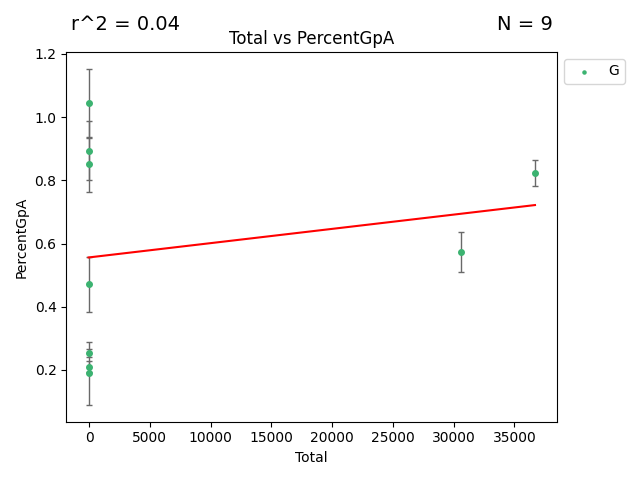 r^2 = 0.04
N = 9
Total vs PercentGpA
G
1.2
1.0
0.8
0.6
0.4
0.2
PercentGpA
0
5000
10000
15000
20000
25000
30000
35000
Total